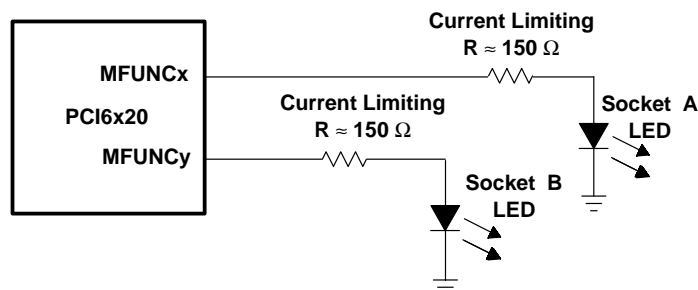 Current Limiting
R ≈ 150 Ω
MFUNCx
PCI6x20
MFUNCy
Current Limiting
R ≈ 150 Ω
Socket A
LED
Socket B
LED